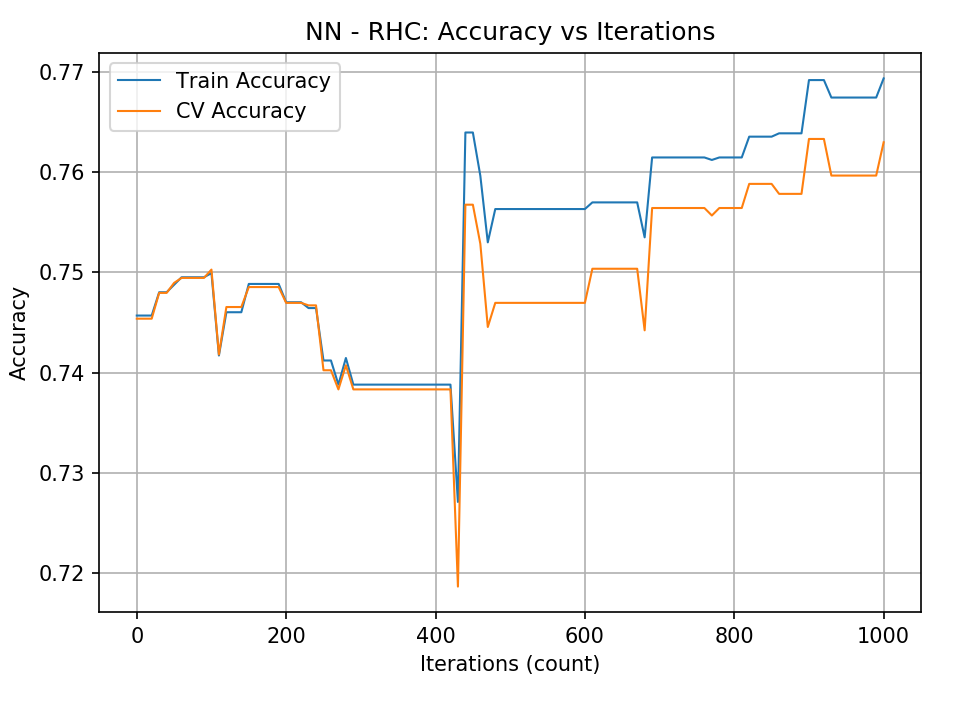 NN - RHC: Accuracy vs Iterations
Train Accuracy
CV Accuracy
Accuracy
0.77
0.76
0.75
0.74
0.73
0.72
0 200 400 600 800 1000
Iterations (count)